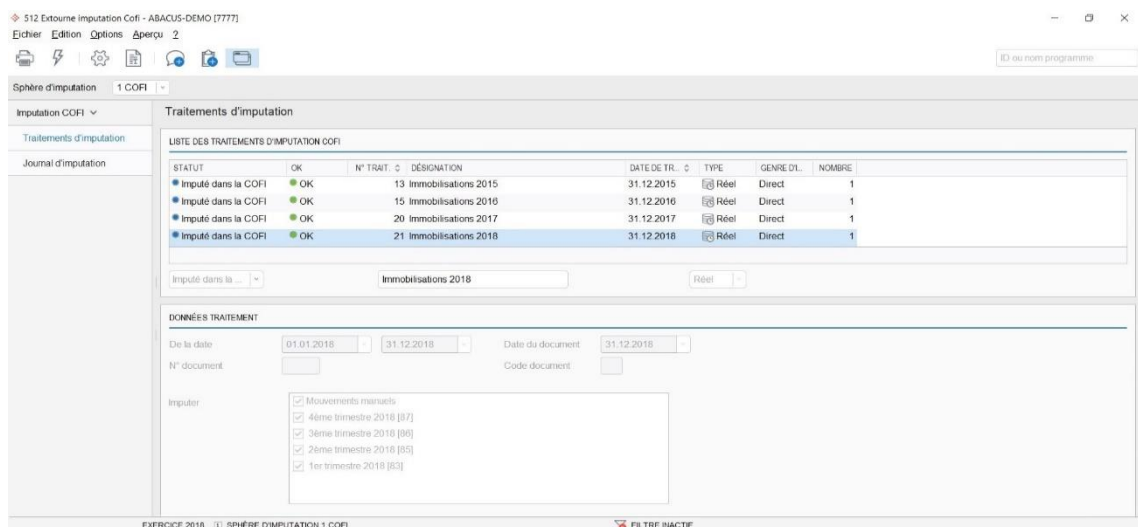 512 Extourne imputation Cofi - ABACUS-DEMO [7777]
Eichier Edition Options Aperçu ?
ID ou nom programme
Sphère d'imputation 1 COFI
Imputation COFI
Traitements d'imputation
Traitements d'imputation
Journal d'imputation
LISTE DES TRAITEMENTS D'IMPUTATION COFI
STATUT OK N° TRAIT. DÉSIGNATION DATE DE TR... TYPE GENRE D'I... NOMBRE
Imputé dans la COFI OK 13 Immobilisations 2015 31.12.2015 Réel Direct 1
Imputé dans la COFI OK 15 Immobilisations 2016 31.12.2016 Réel Direct 1
Imputé dans la COFI OK 20 Immobilisations 2017 31.12.2017 Réel Direct 1
Imputé dans la COFI OK 21 Immobilisations 2018 31.12.2018 Réel Direct 1
Imputé dans la ... Immobilisations 2018 Réel
DONNÉES TRAITEMENT
De la date 01.01.2018 31.12.2018 Date du document 31.12.2018
N° document Code document
Imputer Mouvements manuels
4ème trimestre 2018 [87]
3ème trimestre 2018 [86]
2ème trimestre 2018 [85]
1er trimestre 2018 [83]
EXERCICE 2018 SPHÈRE D'IMPUTATION 1 COFI FILTRE INACTIF